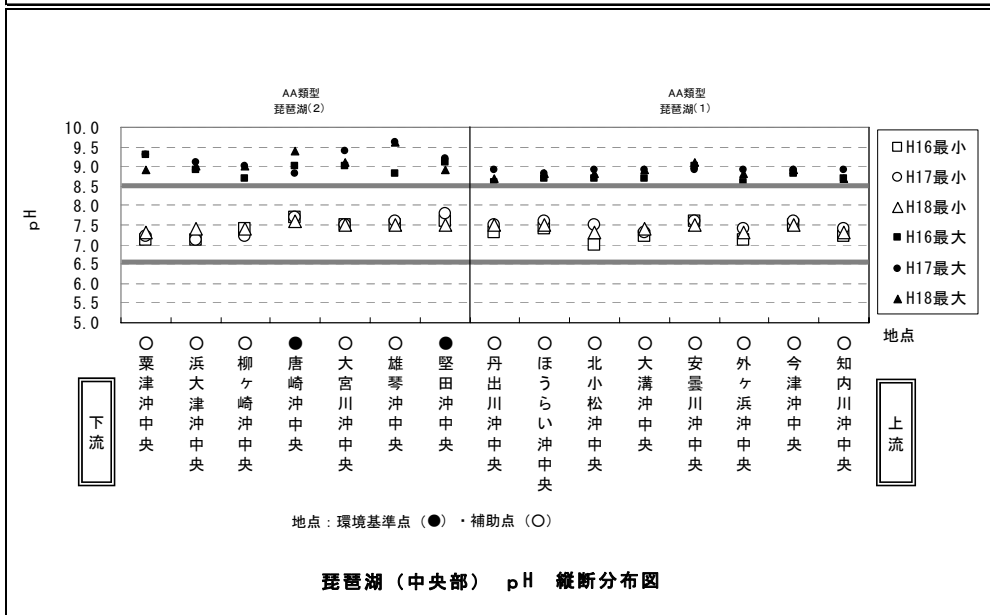 AA類型
琵琶湖(2)
AA類型
琵琶湖(1)
pH
10.0
9.5
9.0
8.5
8.0
7.5
7.0
6.5
6.0
5.5
5.0
□H16最小
○H17最小
△H18最小
■H16最大
●H17最大
▲H18最大
地点
○ ○ ○ ● ○ ○ ● ○ ○ ○ ○ ○ ○ ○ ○
下流
粟津沖中央
浜大津沖中央
柳ヶ崎沖中央
唐崎沖中央
大宮川沖中央
雄琴沖中央
堅田沖中央
丹出川沖中央
ほうらい沖中央
北小松沖中央
大溝沖中央
安曇川沖中央
外ヶ浜沖中央
今津沖中央
知内川沖中央
上流
地点：環境基準点（●）・補助点（○）
琵琶湖（中央部） pH 縦断分布図